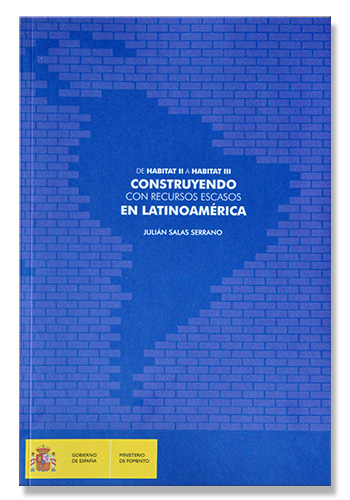 DE HABITAT II A HABITAT III
CONSTRUYENDO
CON RECURSOS ESCASOS
EN LATINOAMÉRICA
JULIÁN SALAS SERRANO
GOBIERNO
DE ESPAÑA
MINISTERIO
DE FOMENTO